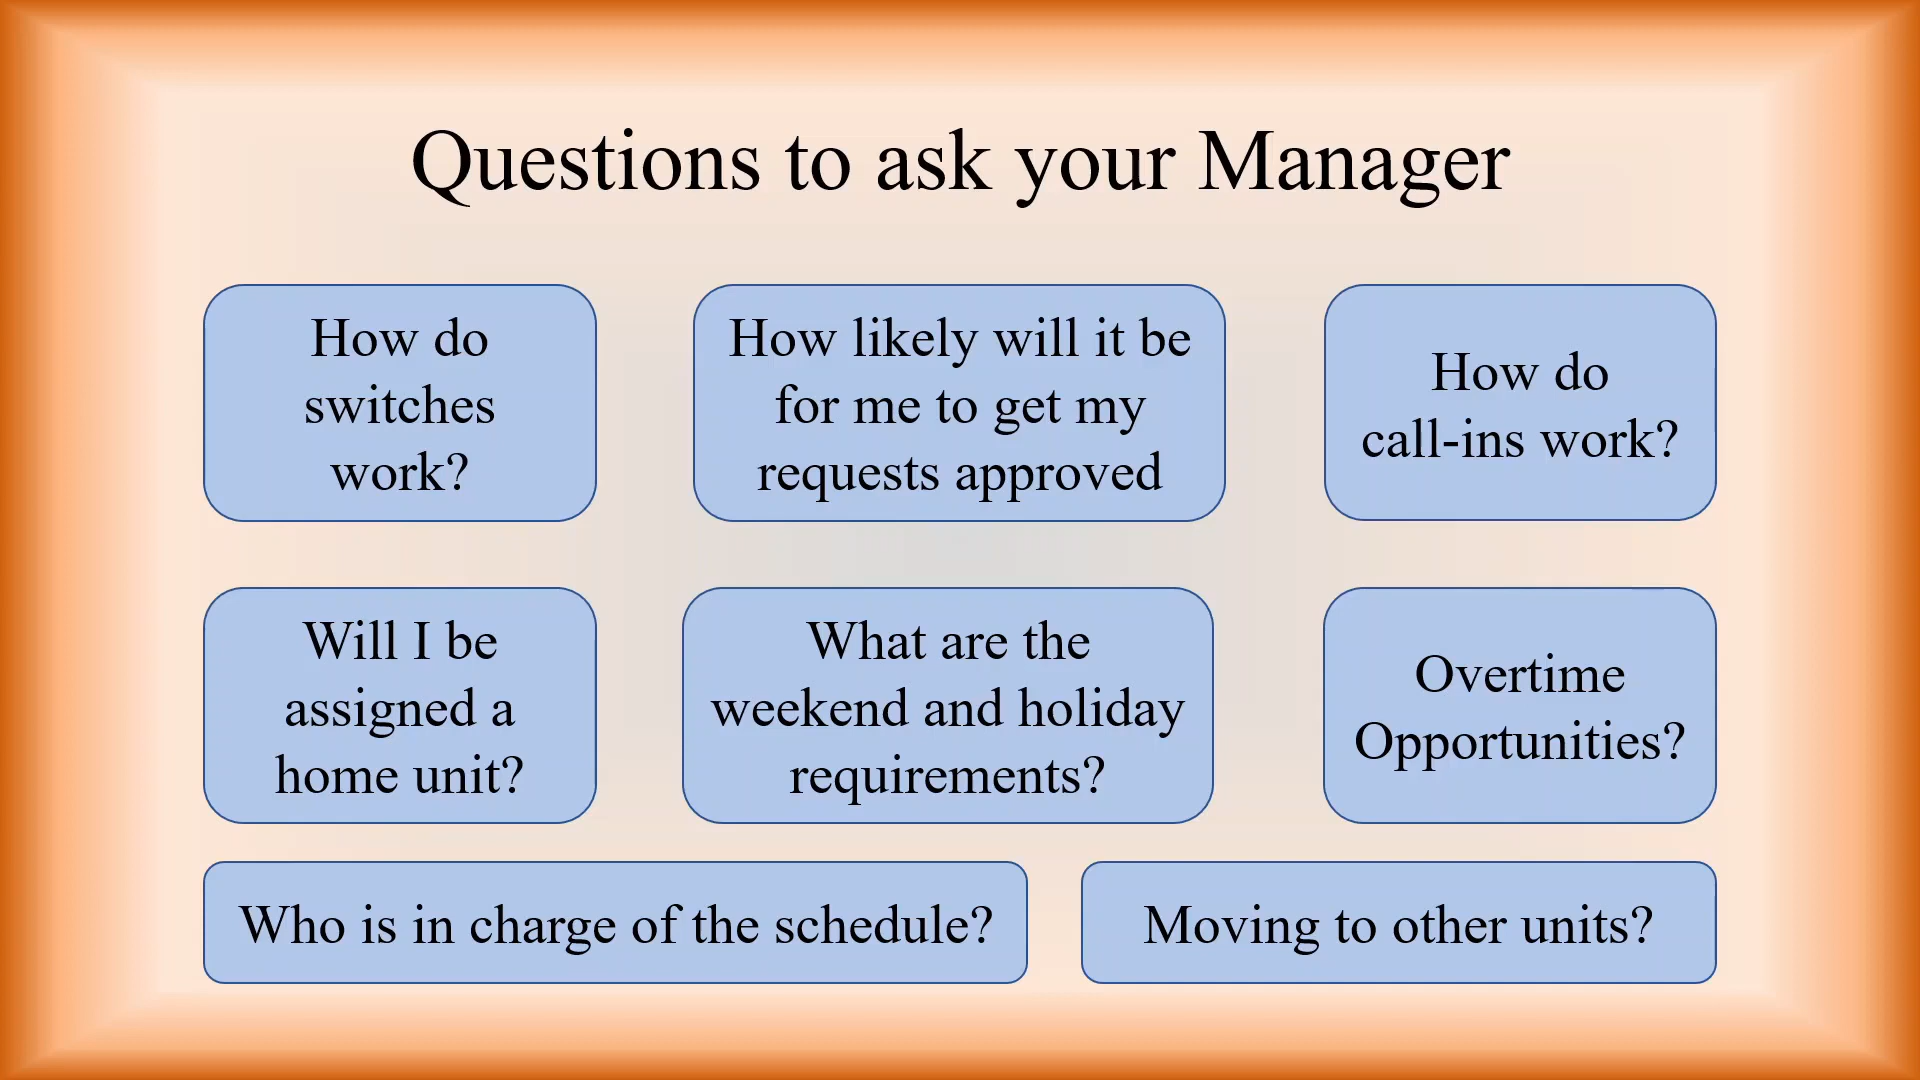 Questions to ask your Manager
How do
switches
work?
How likely will it be
for me to get my
requests approved
How do
call-ins work?
Will I be
assigned a
home unit?
What are the
weekend and holiday
requirements?
Overtime
Opportunities?
Who is in charge of the schedule?
Moving to other units?